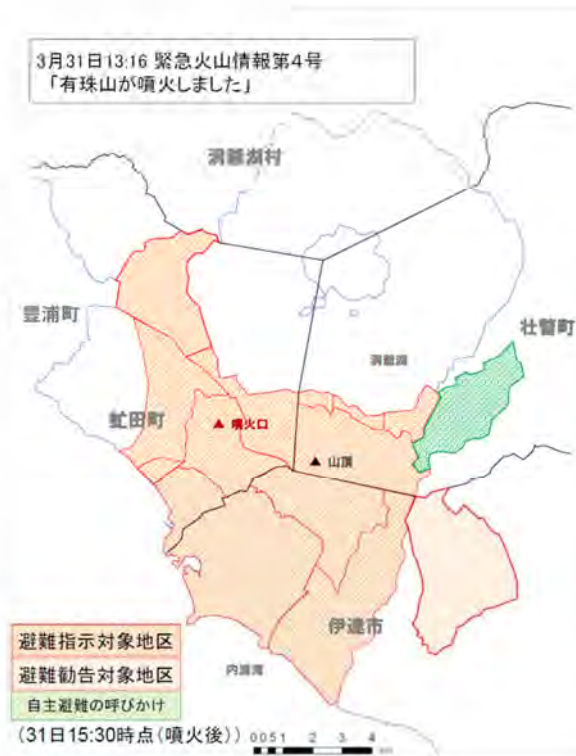 3月31日13:16 緊急火山情報第4号
「有珠山が噴火しました」
洞爺湖村
豊浦町
壮瞥町
洞爺湖
虻田町
噴火口
山頂
伊達市
内浦湾
避難指示対象地区
避難勧告対象地区
自主避難の呼びかけ
(31日15:30時点(噴火後))
0 0.5 1 2 3 4